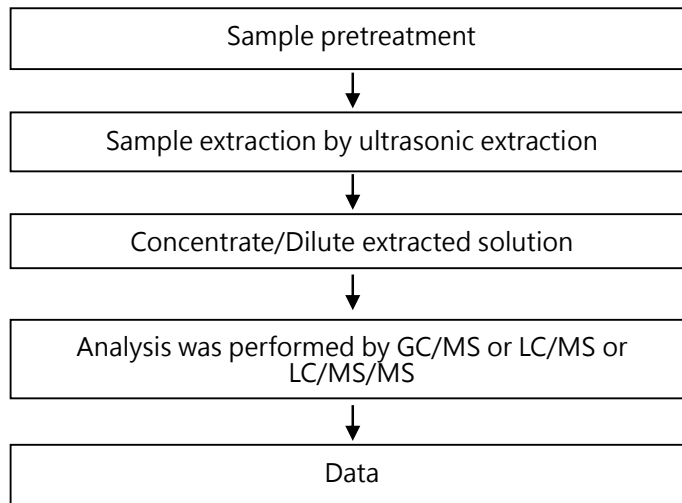 Sample pretreatment
Sample extraction by ultrasonic extraction
Concentrate/Dilute extracted solution
Analysis was performed by GC/MS or LC/MS or
LC/MS/MS
Data